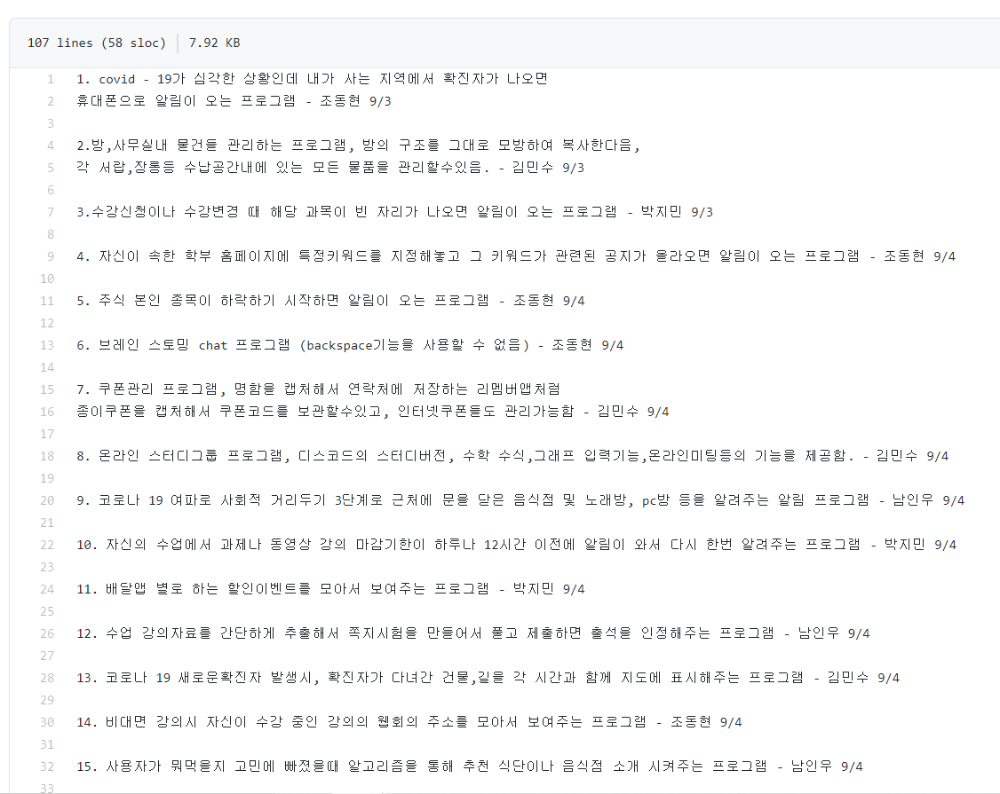 107 lines (58 sloc) 7.92 KB
1 1. covid - 19가 심각한 상황인데 내가 사는 지역에서 확진자가 나오면
2 휴대폰으로 알림이 오는 프로그램 - 조동현 9/3
3
4 2.방,사무실내 물건들 관리하는 프로그램, 방의 구조를 그대로 모방하여 복사한다음,
5 각 서랍,장롱등 수납공간내에 있는 모든 물품을 관리할수있음. - 김민수 9/3
6
7 3.수강신청이나 수강변경 때 해당 과목이 빈 자리가 나오면 알림이 오는 프로그램 - 박지민 9/3
8
9 4. 자신이 속한 학부 홈페이지에 특정키워드를 지정해놓고 그 키워드가 관련된 공지가 올라오면 알림이 오는 프로그램 - 조동현 9/4
10
11 5. 주식 본인 종목이 하락하기 시작하면 알림이 오는 프로그램 - 조동현 9/4
12
13 6. 브레인 스토밍 chat 프로그램 (backspace기능을 사용할 수 없음) - 조동현 9/4
14
15 7. 쿠폰관리 프로그램, 명함을 캡처해서 연락처에 저장하는 리멤버앱처럼
16 종이쿠폰을 캡처해서 쿠폰코드를 보관할수있고, 인터넷쿠폰들도 관리가능함 - 김민수 9/4
17
18 8. 온라인 스터디그룹 프로그램, 디스코드의 스터디버전, 수학 수식,그래프 입력기능,온라인미팅등의 기능을 제공함. - 김민수 9/4
19
20 9. 코로나 19 여파로 사회적 거리두기 3단계로 근처에 문을 닫은 음식점 및 노래방, pc방 등을 알려주는 알림 프로그램 - 남인우 9/4
21
22 10. 자신의 수업에서 과제나 동영상 강의 마감기한이 하루나 12시간 이전에 알림이 와서 다시 한번 알려주는 프로그램 - 박지민 9/4
23
24 11. 배달앱 별로 하는 할인이벤트를 모아서 보여주는 프로그램 - 박지민 9/4
25
26 12. 수업 강의자료를 간단하게 추출해서 쪽지시험을 만들어서 풀고 제출하면 출석을 인정해주는 프로그램 - 남인우 9/4
27
28 13. 코로나 19 새로운확진자 발생시, 확진자가 다녀간 건물,길을 각 시간과 함께 지도에 표시해주는 프로그램 - 김민수 9/4
29
30 14. 비대면 강의시 자신이 수강 중인 강의의 웹회의 주소를 모아서 보여주는 프로그램 - 조동현 9/4
31
32 15. 사용자가 뭐먹을지 고민에 빠졌을때 알고리즘을 통해 추천 식단이나 음식점 소개 시켜주는 프로그램 - 남인우 9/4
33